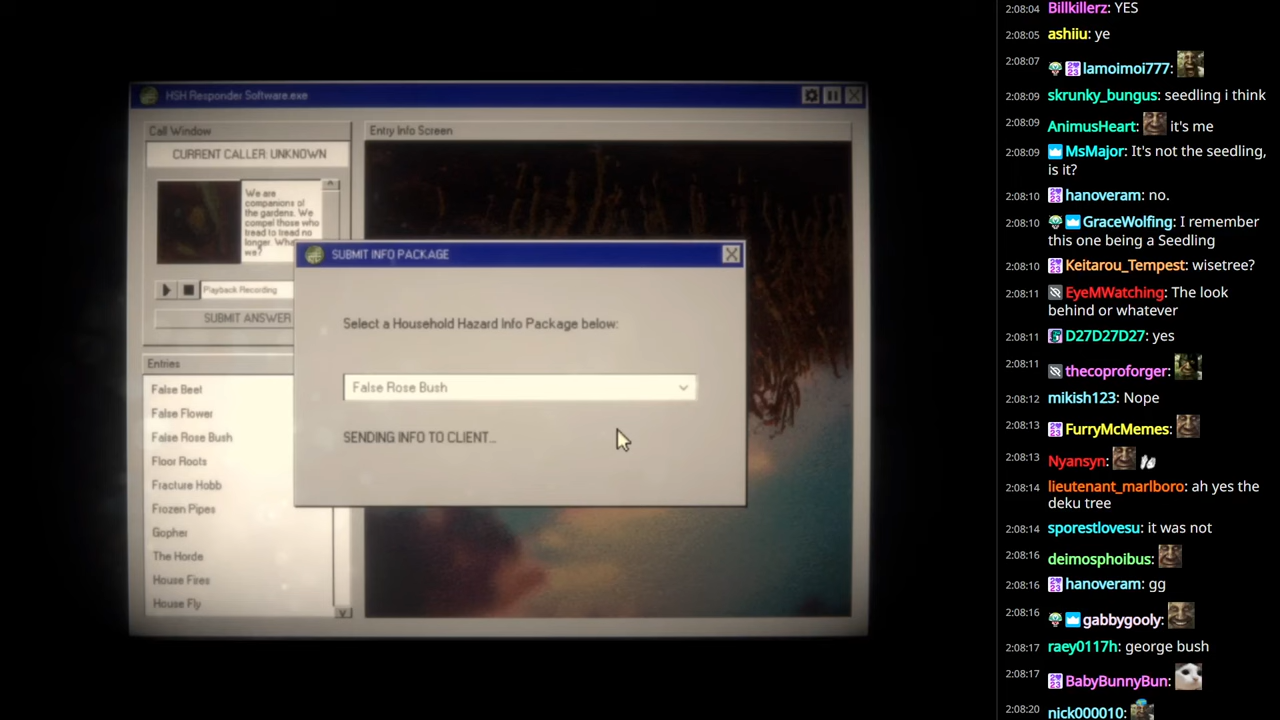 HSH Responder Software.exe
Call Window
CURRENT CALLER: UNKNOWN
We are
companions of
the gardens. We
compel those who
tread to tread no
longer.
we?
Playback Recording
SUBMIT ANSWER
Entries
False Beet
False Flower
False Rose Bush
Floor Roots
Fracture Hobb
Frozen Pipes
Gopher
The Horde
House Fires
House Fly
Entry Info Screen
SUBMIT INFO PACKAGE
Select a Household Hazard Info Package below:
False Rose Bush
SENDING INFO TO CLIENT...
2:08:04 Billkillerz: YES
2:08:05 ashiiu: ye
2:08:07 lamoimoi777:
2:08:09 skrunky_bungus: seedling i think
2:08:09 AnimusHeart: it's me
2:08:09 MsMajor: It's not the seedling,
is it?
2:08:10 hanoveram: no.
2:08:10 GraceWolfing: I remember
this one being a Seedling
2:08:10 Keitarou_Tempest: wisetree?
2:08:11 EyeMWatching: The look
behind or whatever
2:08:11 D27D27D27: yes
2:08:11 thecoproforger:
2:08:12 mikish123: Nope
2:08:13 FurryMcMemes:
2:08:13 Nyansyn:
2:08:14 lieutenant_marlboro: ah yes the
deku tree
2:08:14 sporestlovesu: it was not
2:08:16 deimosphoibus:
2:08:16 hanoveram: gg
2:08:16 gabbygooly:
2:08:17 raey0117h: george bush
2:08:17 BabyBunnyBun:
2:08:20 nick000010: